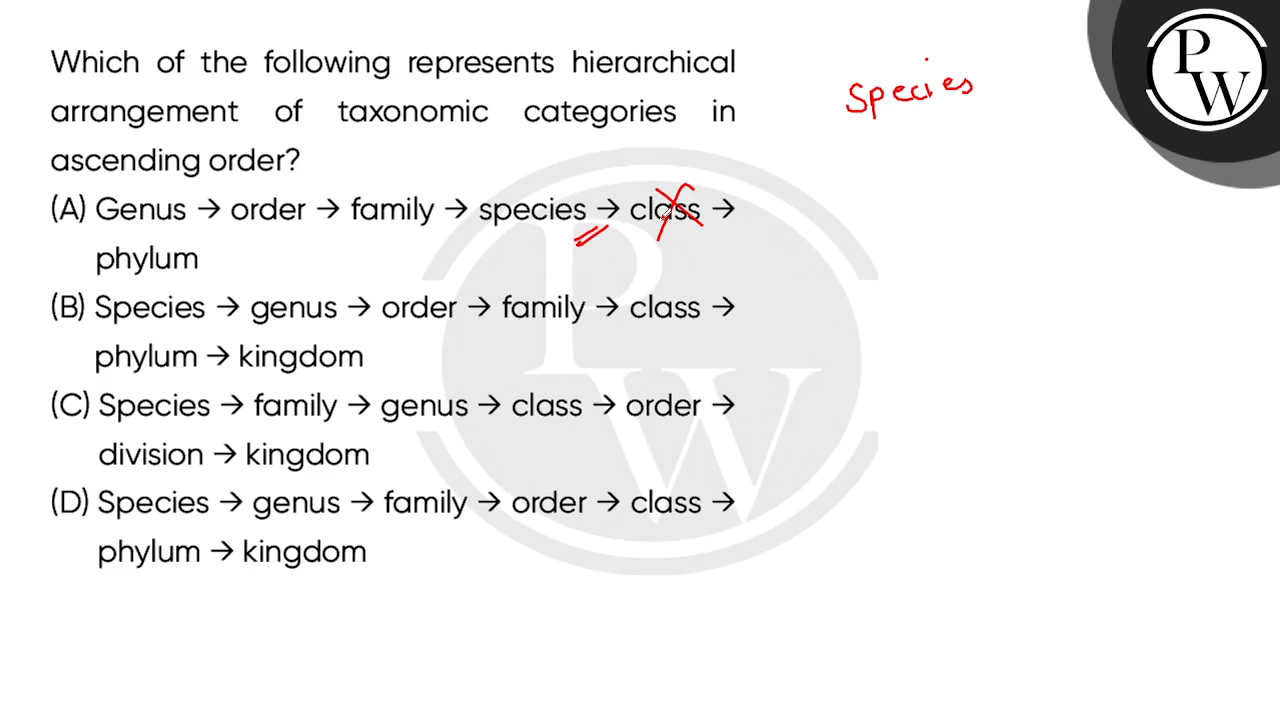 Which of the following represents hierarchical
arrangement of taxonomic categories in
ascending order?
(A) Genus → order → family → species → class →
phylum
(B) Species → genus → order → family → class →
phylum → kingdom
(C) Species → family → genus → class → order →
division → kingdom
(D) Species → genus → family → order → class →
phylum → kingdom
Species
PW
PW